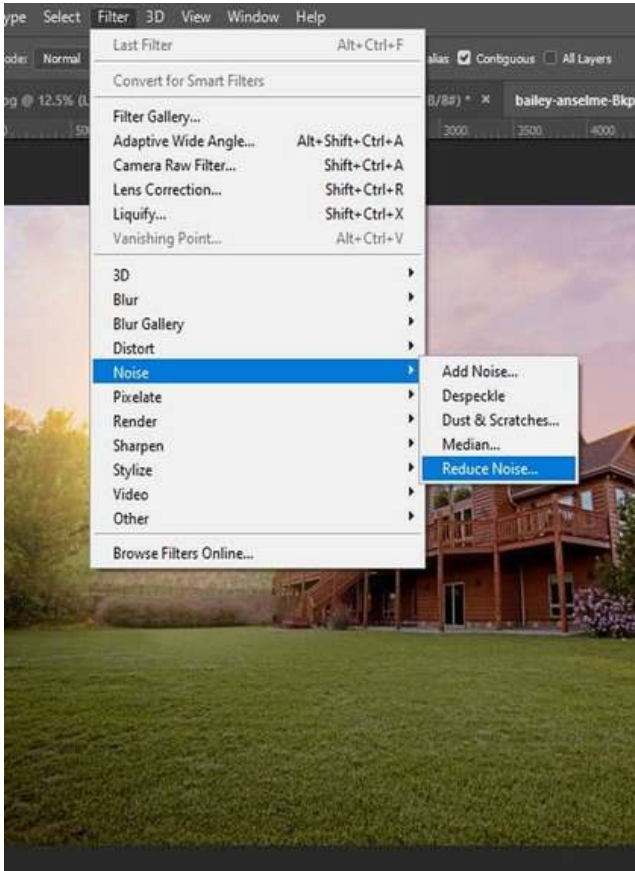 Select Filter 3D View Window Help
Normal
alias Contiguous All Layers
@ 12.5%
bailey-anselme-Bkp
3000 3500 4000
Last Filter Alt+Ctrl+F
Convert for Smart Filters
Filter Gallery...
Adaptive Wide Angle... Alt+Shift+Ctrl+A
Camera Raw Filter... Shift+Ctrl+A
Lens Correction... Shift+Ctrl+R
Liquify... Shift+Ctrl+X
Vanishing Point... Alt+Ctrl+V
3D
Blur
Blur Gallery
Distort
Noise
Pixelate
Render
Sharpen
Stylize
Video
Other
Browse Filters Online...
Add Noise...
Despeckle
Dust & Scratches...
Median...
Reduce Noise...